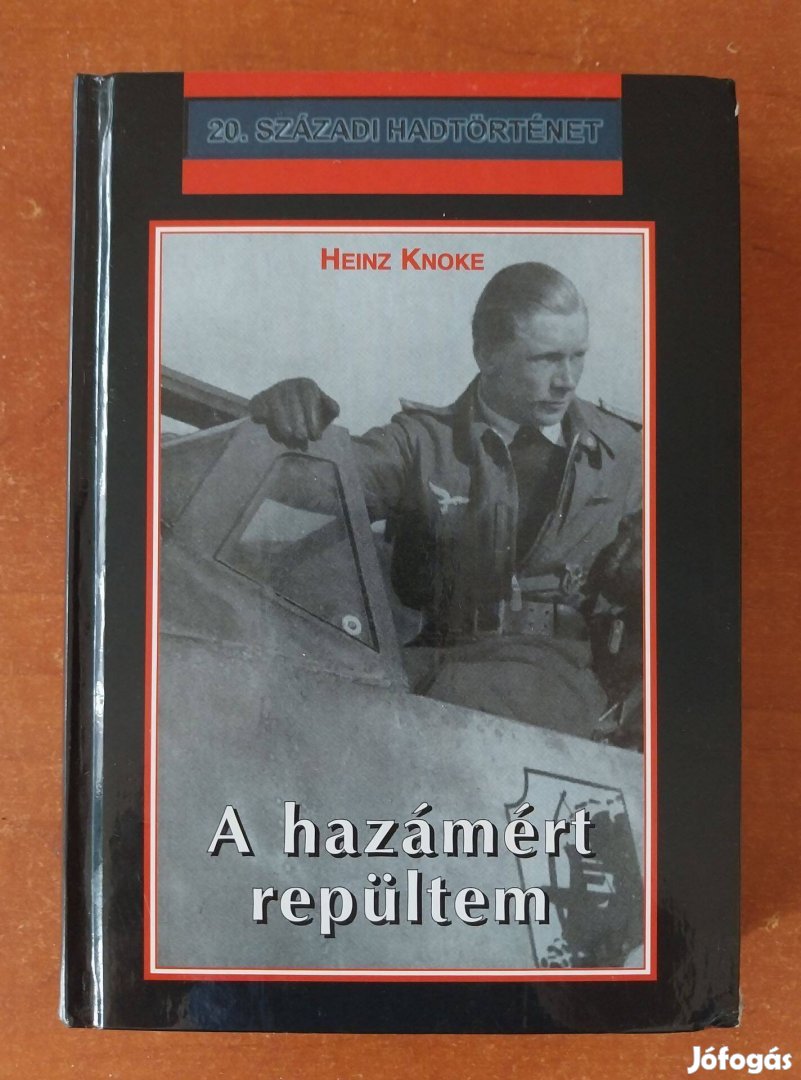 20. SZÁZADI HADTÖRTÉNET
HEINZ KNOKE
A hazámért
repültem
Jófogás